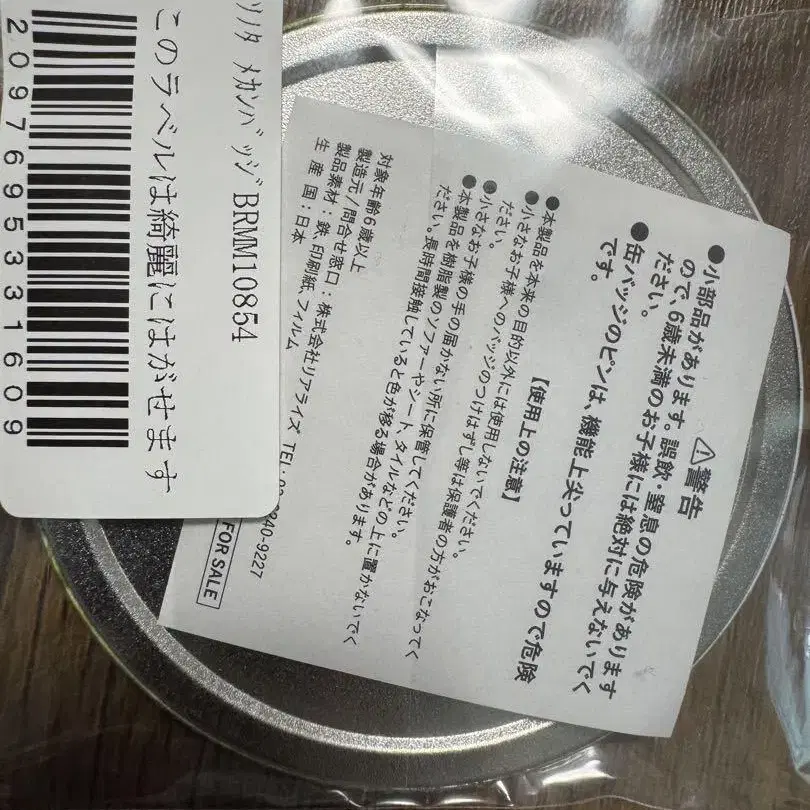 ｿﾉﾀ ﾒｶﾝﾊﾞｯｼﾞ BRMM10854
このラベルは綺麗にはがせます
2097695331609
⚠警告
●小部品があります。誤飲・窒息の危険があります
ので、6歳未満のお子様には絶対に与えないでく
ださい。
●缶バッジのピンは、機能上尖っていますので危険
です。
【使用上の注意】
●本製品を本来の目的以外には使用しないでください。
●小さなお子様へのバッジのつけはずし等は保護者の方がおこなってく
ださい。
●小さなお子様の手の届かない所に保管してください。
●本製品を樹脂製のソファーやシート、タイルなどの上に置かないでく
ださい。長時間接触していると色が移る場合があります。
対象年齢6歳以上
製造元/問合せ窓口：株式会社リアライズ TEL
40-9227
製品素材：鉄 印刷紙、フィルム
生産国：日本
FOR SALE